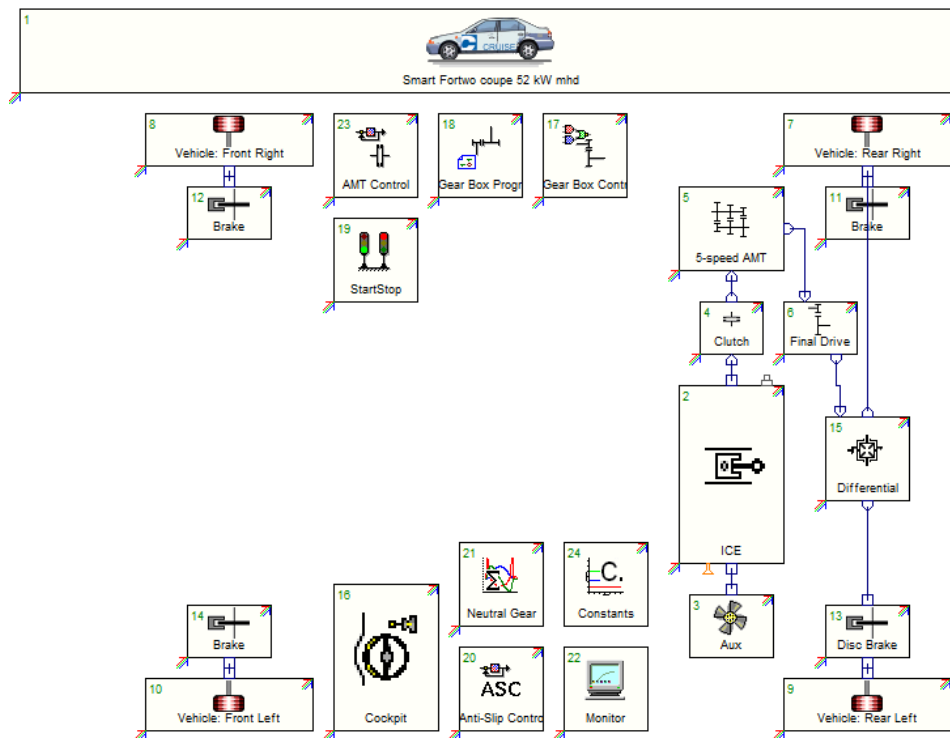 1
CRUISE
Smart Fortwo coupe 52 kW mhd
8
Vehicle: Front Right
23
AMT Control
18
Gear Box Progr
17
Gear Box Contr
7
Vehicle: Rear Right
12
Brake
19
StartStop
5
5-speed AMT
11
Brake
4
Clutch
6
Final Drive
2
ICE
15
Differential
21
Neutral Gear
24
C.
Constants
16
Cockpit
3
Aux
14
Brake
13
Disc Brake
20
ASC
Anti-Slip Contro
22
Monitor
10
Vehicle: Front Left
9
Vehicle: Rear Left